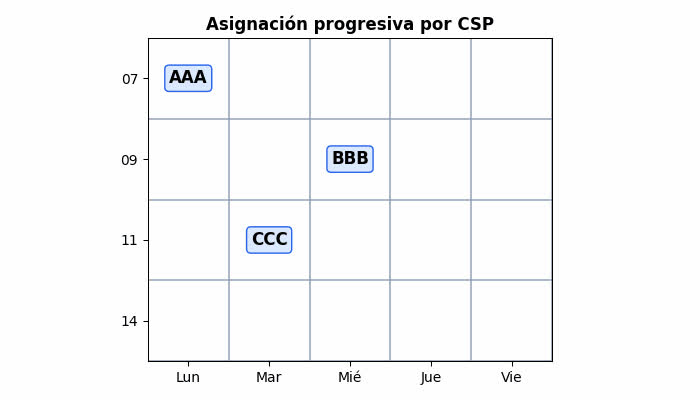 Asignación progresiva por CSP
07 AAA
09 BBB
11 CCC
14
Lun Mar Mié Jue Vie